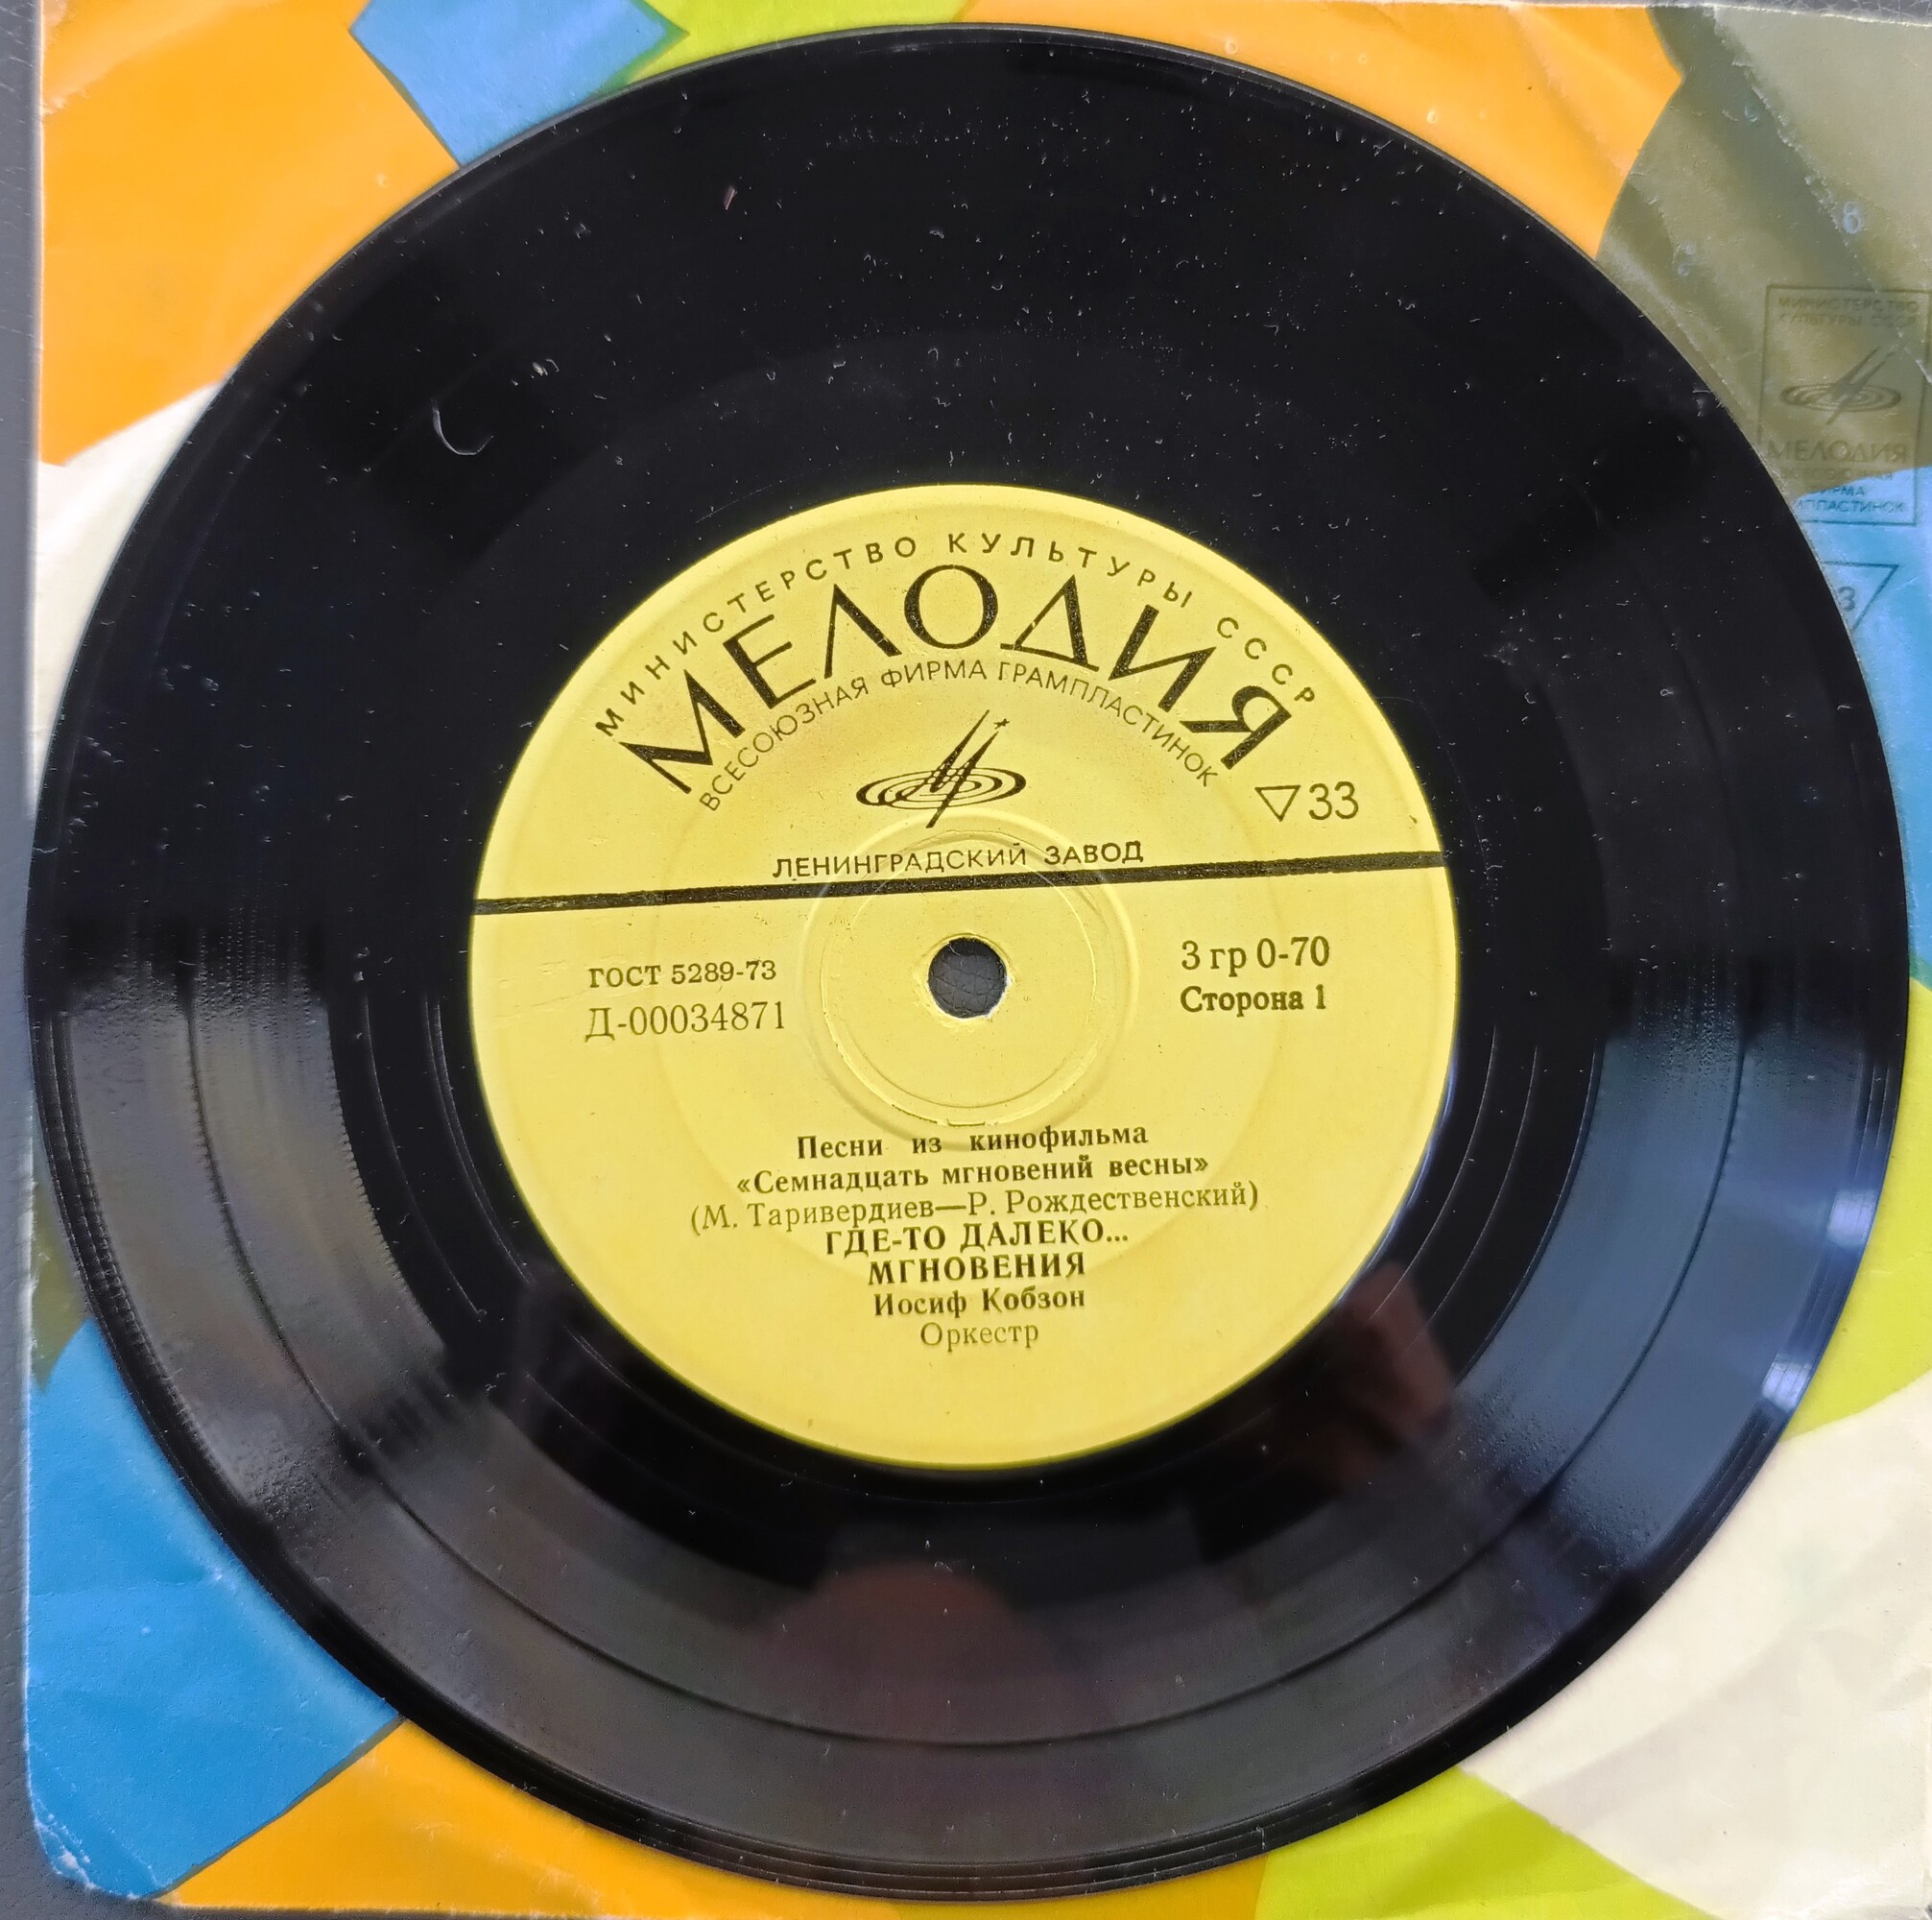 МИНИСТЕРСТВО КУЛЬТУРЫ СССР
МЕЛОДИЯ
ВСЕСОЮЗНАЯ ФИРМА ГРАМПЛАСТИНОК
▽33
ЛЕНИНГРАДСКИЙ ЗАВОД
ГОСТ 5289-73
Д-00034871
3 гр 0-70
Сторона 1
Песни из кинофильма
«Семнадцать мгновений весны»
(М. Таривердиев—Р. Рождественский)
ГДЕ-ТО ДАЛЕКО...
МГНОВЕНИЯ
Иосиф Кобзон
Оркестр
МИНИСТЕРСТВО
КУЛЬТУРЫ СССР
МЕЛОДИЯ